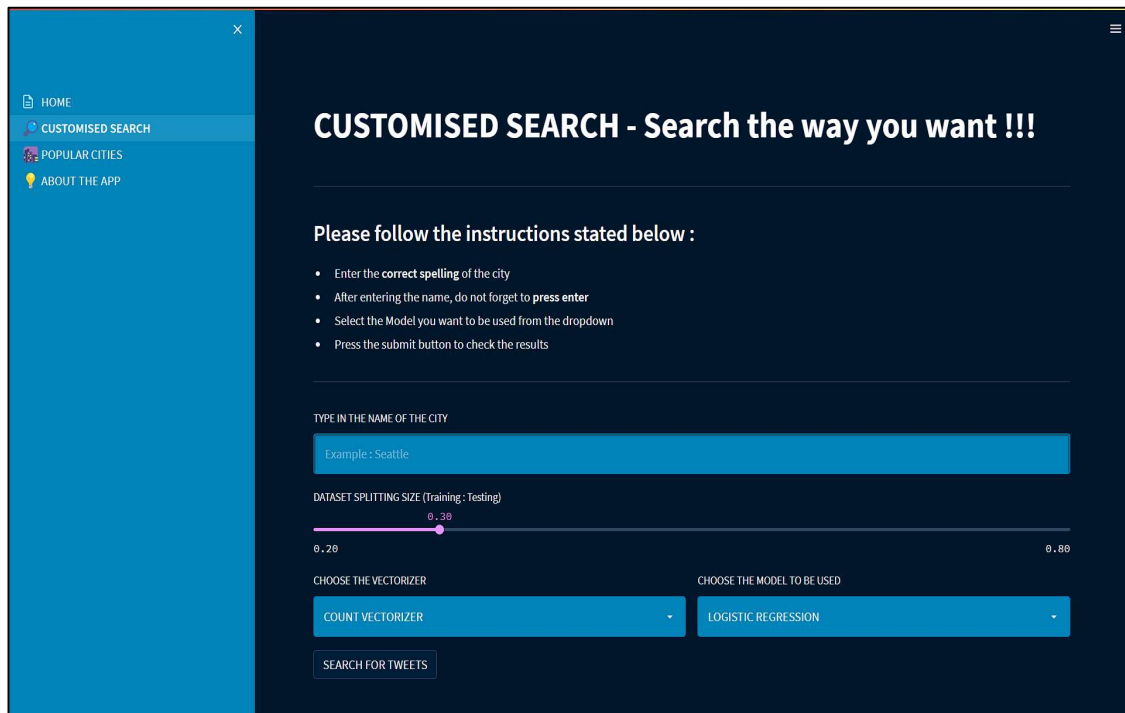 HOME
CUSTOMISED SEARCH
POPULAR CITIES
ABOUT THE APP
CUSTOMISED SEARCH - Search the way you want !!!
Please follow the instructions stated below :
• Enter the correct spelling of the city
• After entering the name, do not forget to press enter
• Select the Model you want to be used from the dropdown
• Press the submit button to check the results
TYPE IN THE NAME OF THE CITY
Example : Seattle
DATASET SPLITTING SIZE (Training : Testing)
0.30
0.20 0.80
CHOOSE THE VECTORIZER CHOOSE THE MODEL TO BE USED
COUNT VECTORIZER LOGISTIC REGRESSION
SEARCH FOR TWEETS